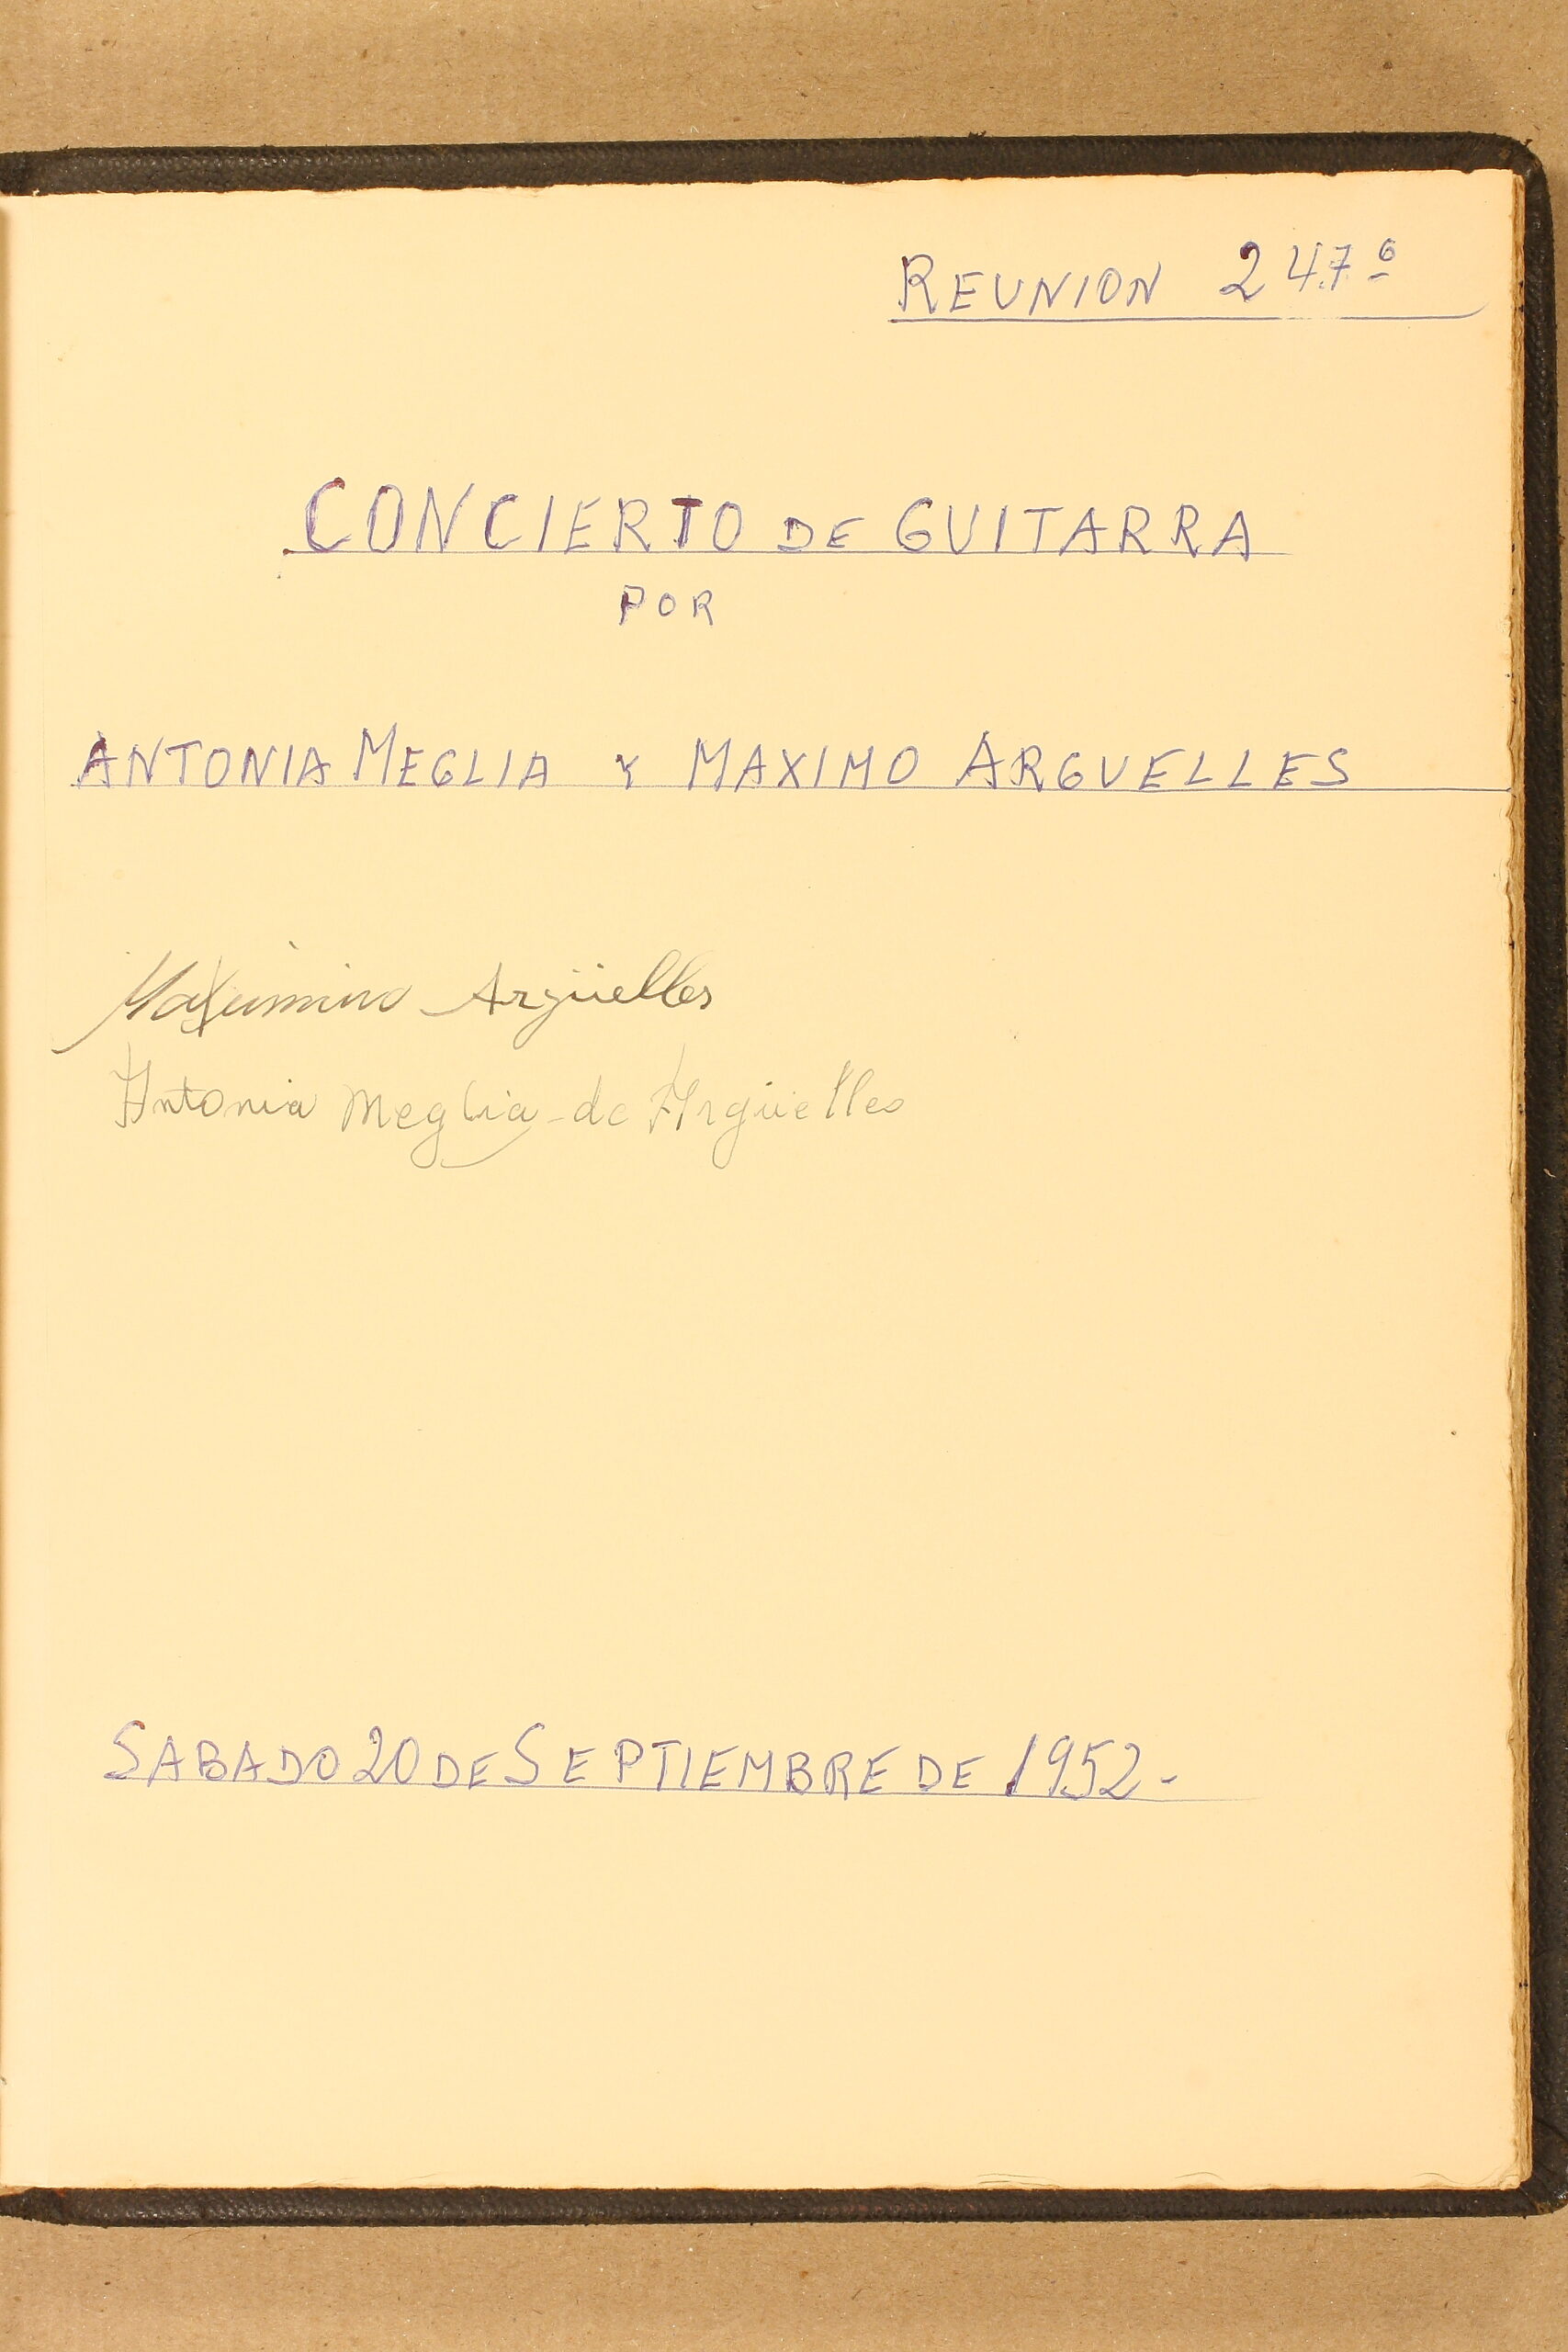 REUNION 247º
CONCIERTO DE GUITARRA
POR
ANTONIA MEGLIA Y MAXIMO ARGUELLES
Maximino Argüelles
Antonia Meglia de Argüelles
SABADO 20 DE SEPTIEMBRE DE 1952-